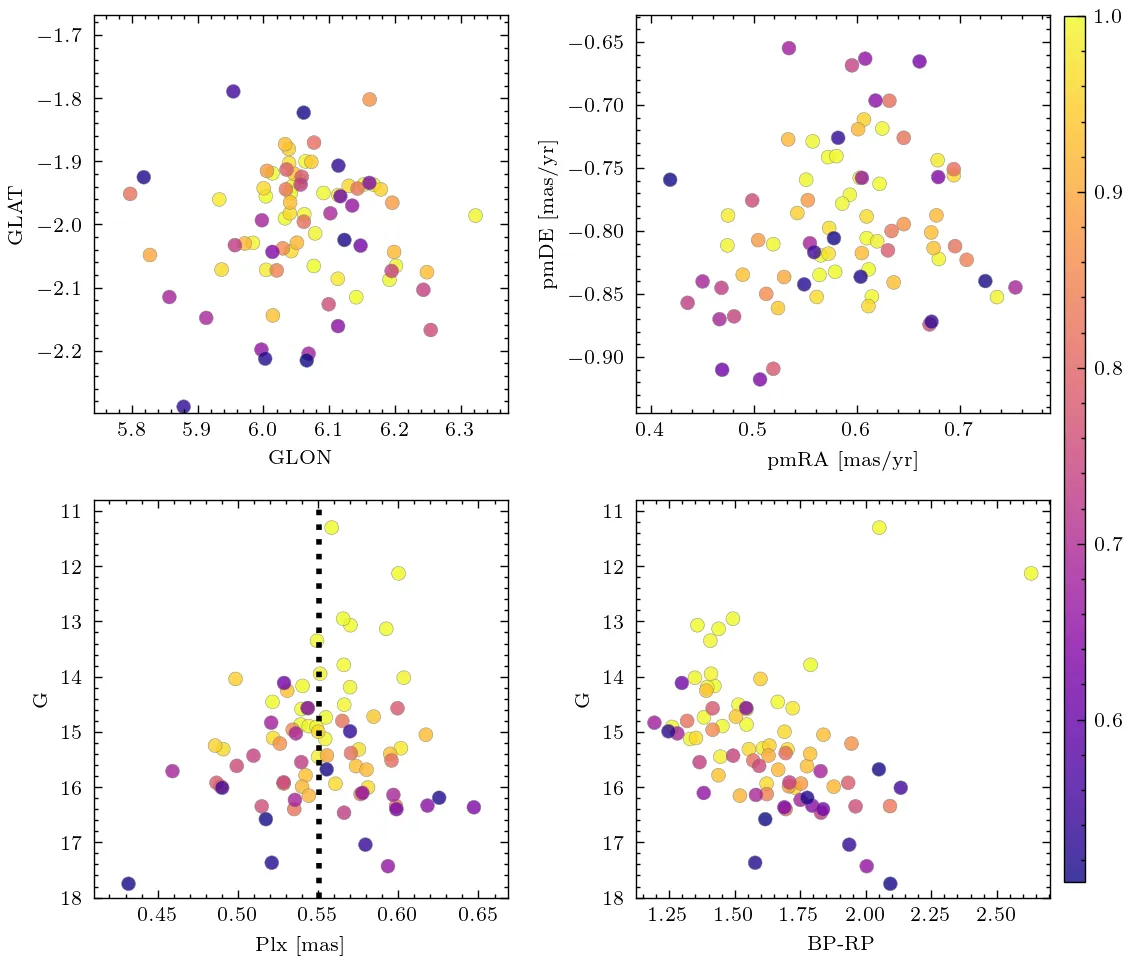 −1.7
−1.8
−1.9
−2.0
−2.1
−2.2
GLAT
5.8 5.9 6.0 6.1 6.2 6.3
GLON
−0.65
−0.70
−0.75
−0.80
−0.85
−0.90
pmDE [mas/yr]
0.4 0.5 0.6 0.7
pmRA [mas/yr]
1.0
0.9
0.8
0.7
0.6
11
12
13
14
15
16
17
18
G
0.45 0.50 0.55 0.60 0.65
Plx [mas]
11
12
13
14
15
16
17
18
G
1.25 1.50 1.75 2.00 2.25 2.50
BP-RP